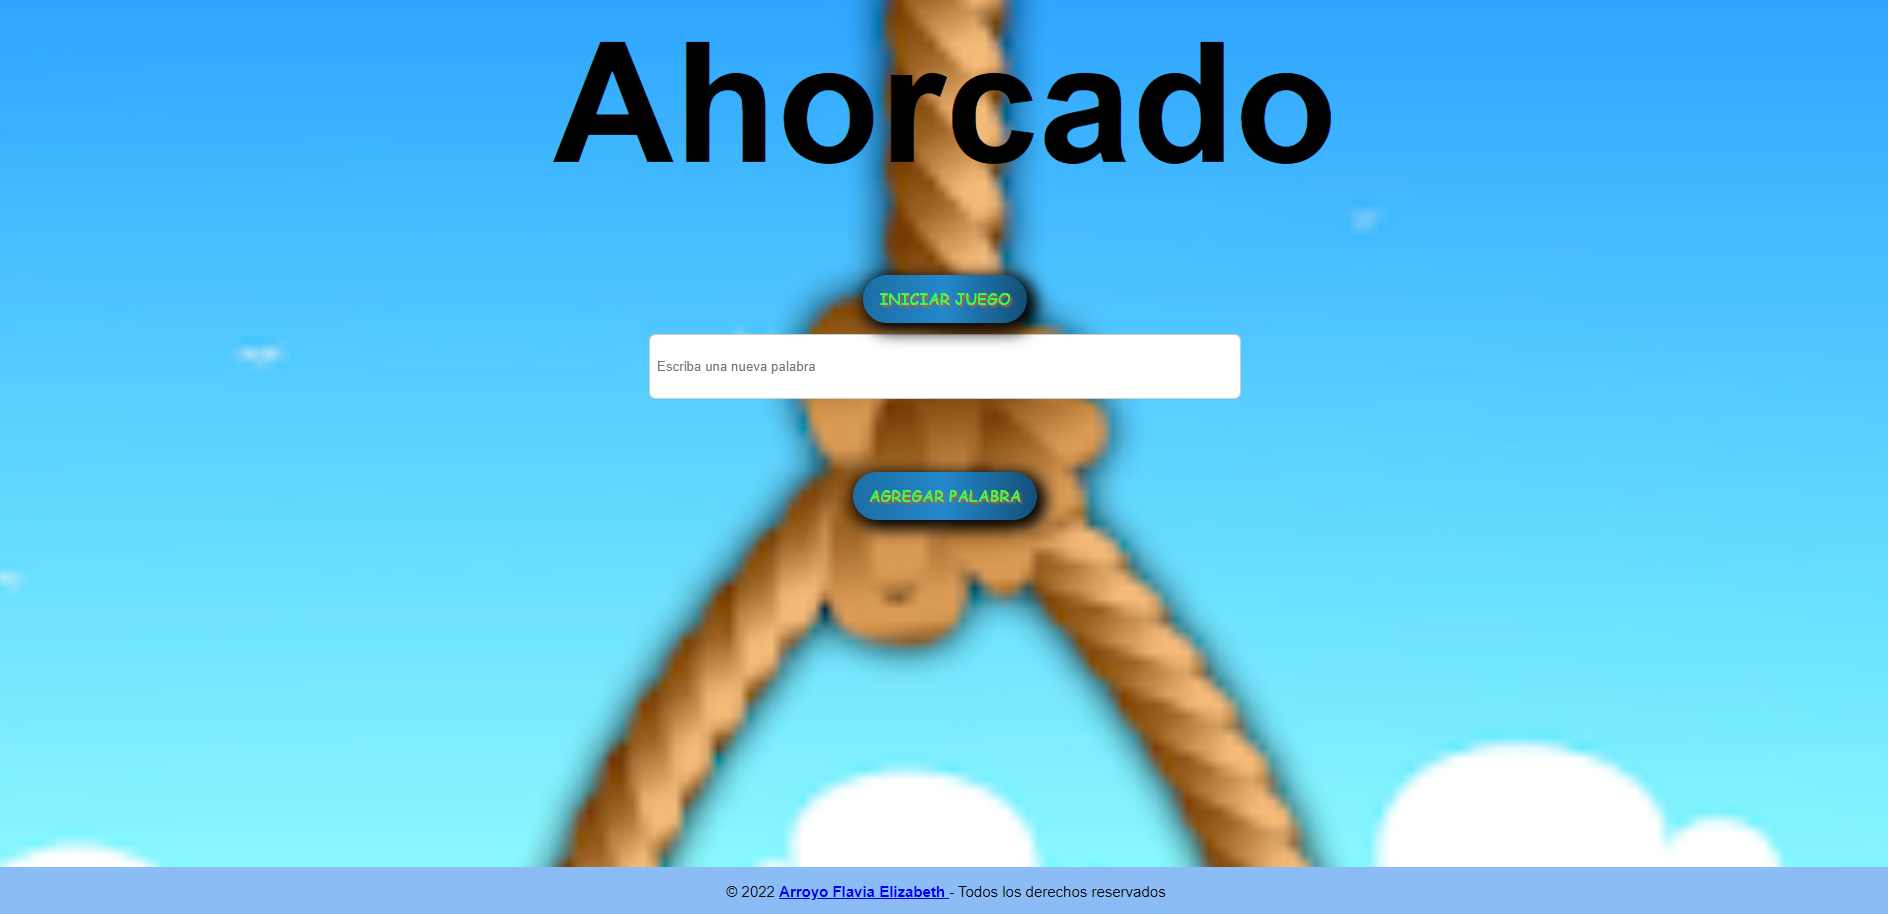 Ahorcado
INICIAR JUEGO
Escriba una nueva palabra
AGREGAR PALABRA
© 2022 Arroyo Flavia Elizabeth - Todos los derechos reservados